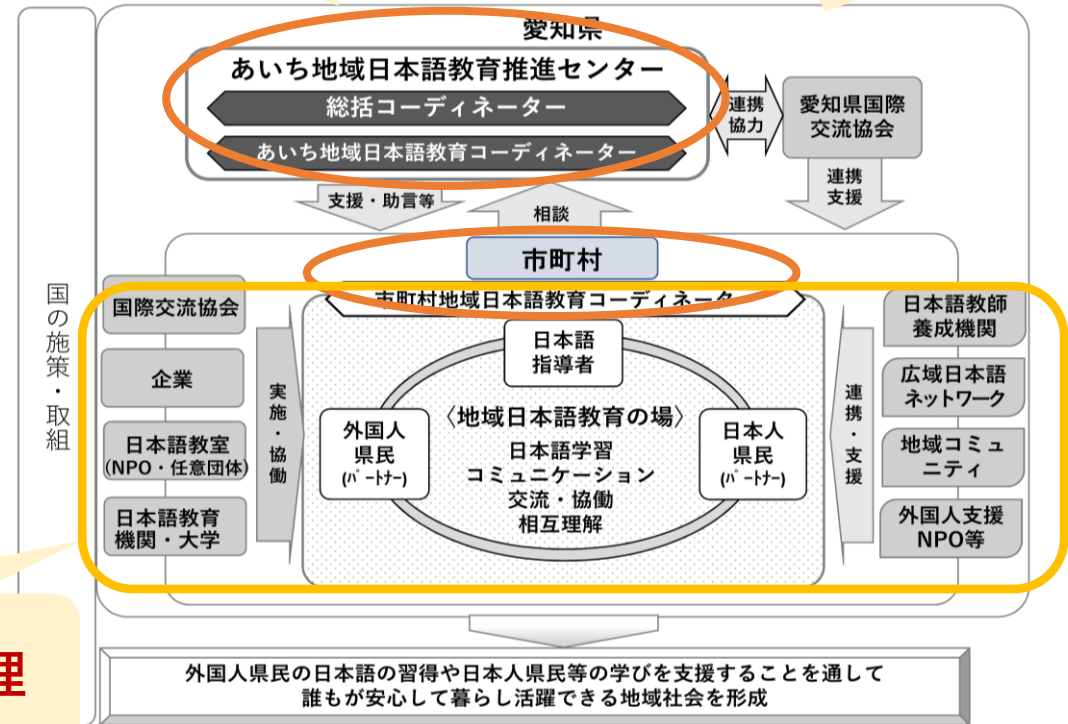 愛知県
あいち地域日本語教育推進センター
総括コーディネーター
あいち地域日本語教育コーディネーター
連携
協力
愛知県国際
交流協会
支援・助言等
相談
連携
支援
市町村
市町村地域日本語教育コーディネータ
国の施策・取組
国際交流協会
企業
日本語教室
(NPO・任意団体)
日本語教育
機関・大学
実施・協働
日本語
指導者
〈地域日本語教育の場〉
日本語学習
コミュニケーション
交流・協働
相互理解
外国人
県民
(パートナー)
日本人
県民
(パートナー)
連携・支援
日本語教師
養成機関
広域日本語
ネットワーク
地域コミュ
ニティ
外国人支援
NPO等
理
外国人県民の日本語の習得や日本人県民等の学びを支援することを通して
誰もが安心して暮らし活躍できる地域社会を形成